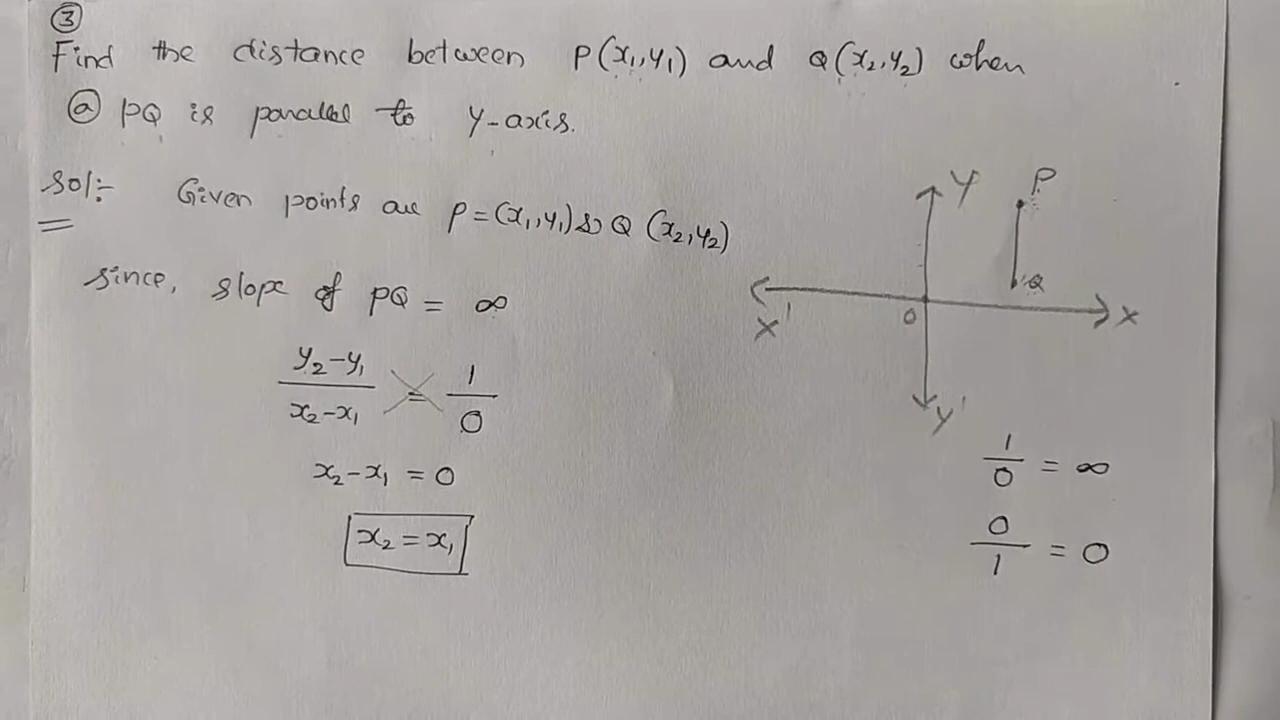 ③
Find the distance between P(x₁,y₁) and Q(x₂,y₂) when
ⓐ PQ is parallel to y-axis.
Sol:-
Given points are P=(x₁,y₁) & Q (x₂,y₂)
since, slope of PQ = ∞
y₂-y₁ / x₂-x₁ = 1/0
x₂-x₁ = 0
x₂ = x₁
Y
P
Q
X'
O
X
Y'
1/0 = ∞
0/1 = 0